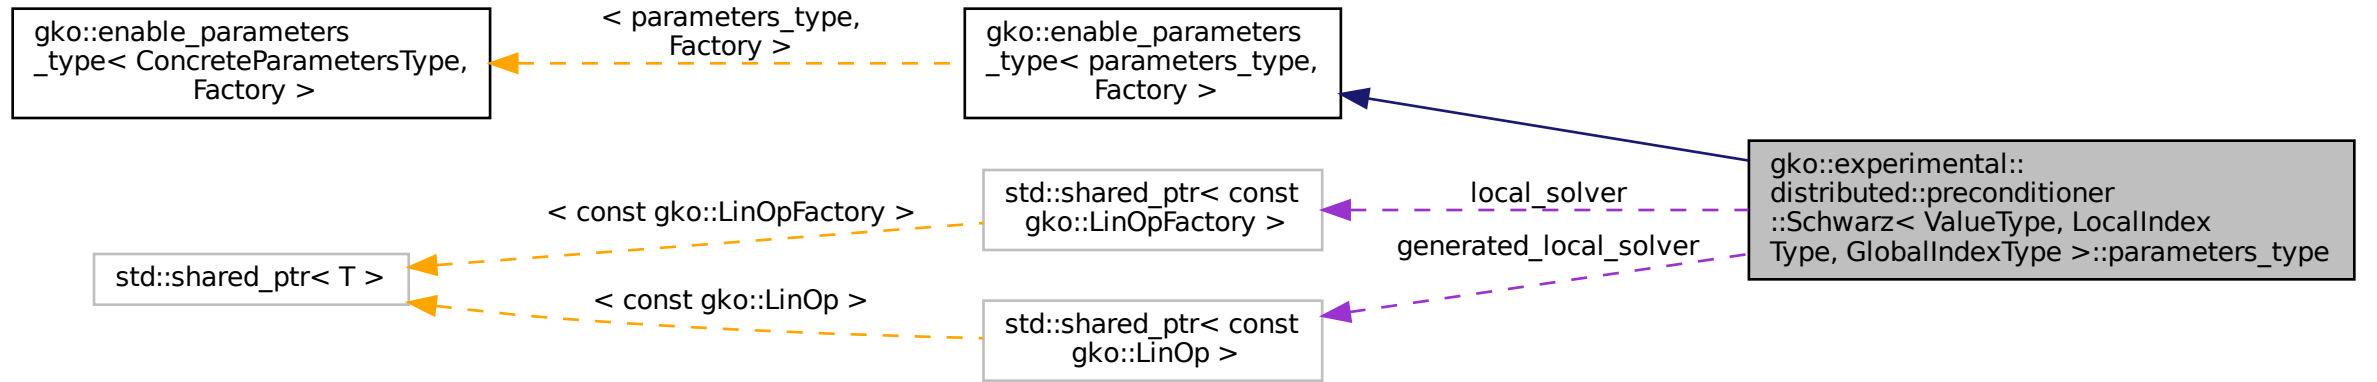 gko::enable_parameters
_type< ConcreteParametersType,
Factory >
< parameters_type,
Factory >
gko::enable_parameters
_type< parameters_type,
Factory >
gko::experimental::
distributed::preconditioner
::Schwarz< ValueType, LocalIndex
Type, GlobalIndexType >::parameters_type
std::shared_ptr< const
gko::LinOpFactory >
local_solver
< const gko::LinOpFactory >
generated_local_solver
std::shared_ptr< T >
< const gko::LinOp >
std::shared_ptr< const
gko::LinOp >